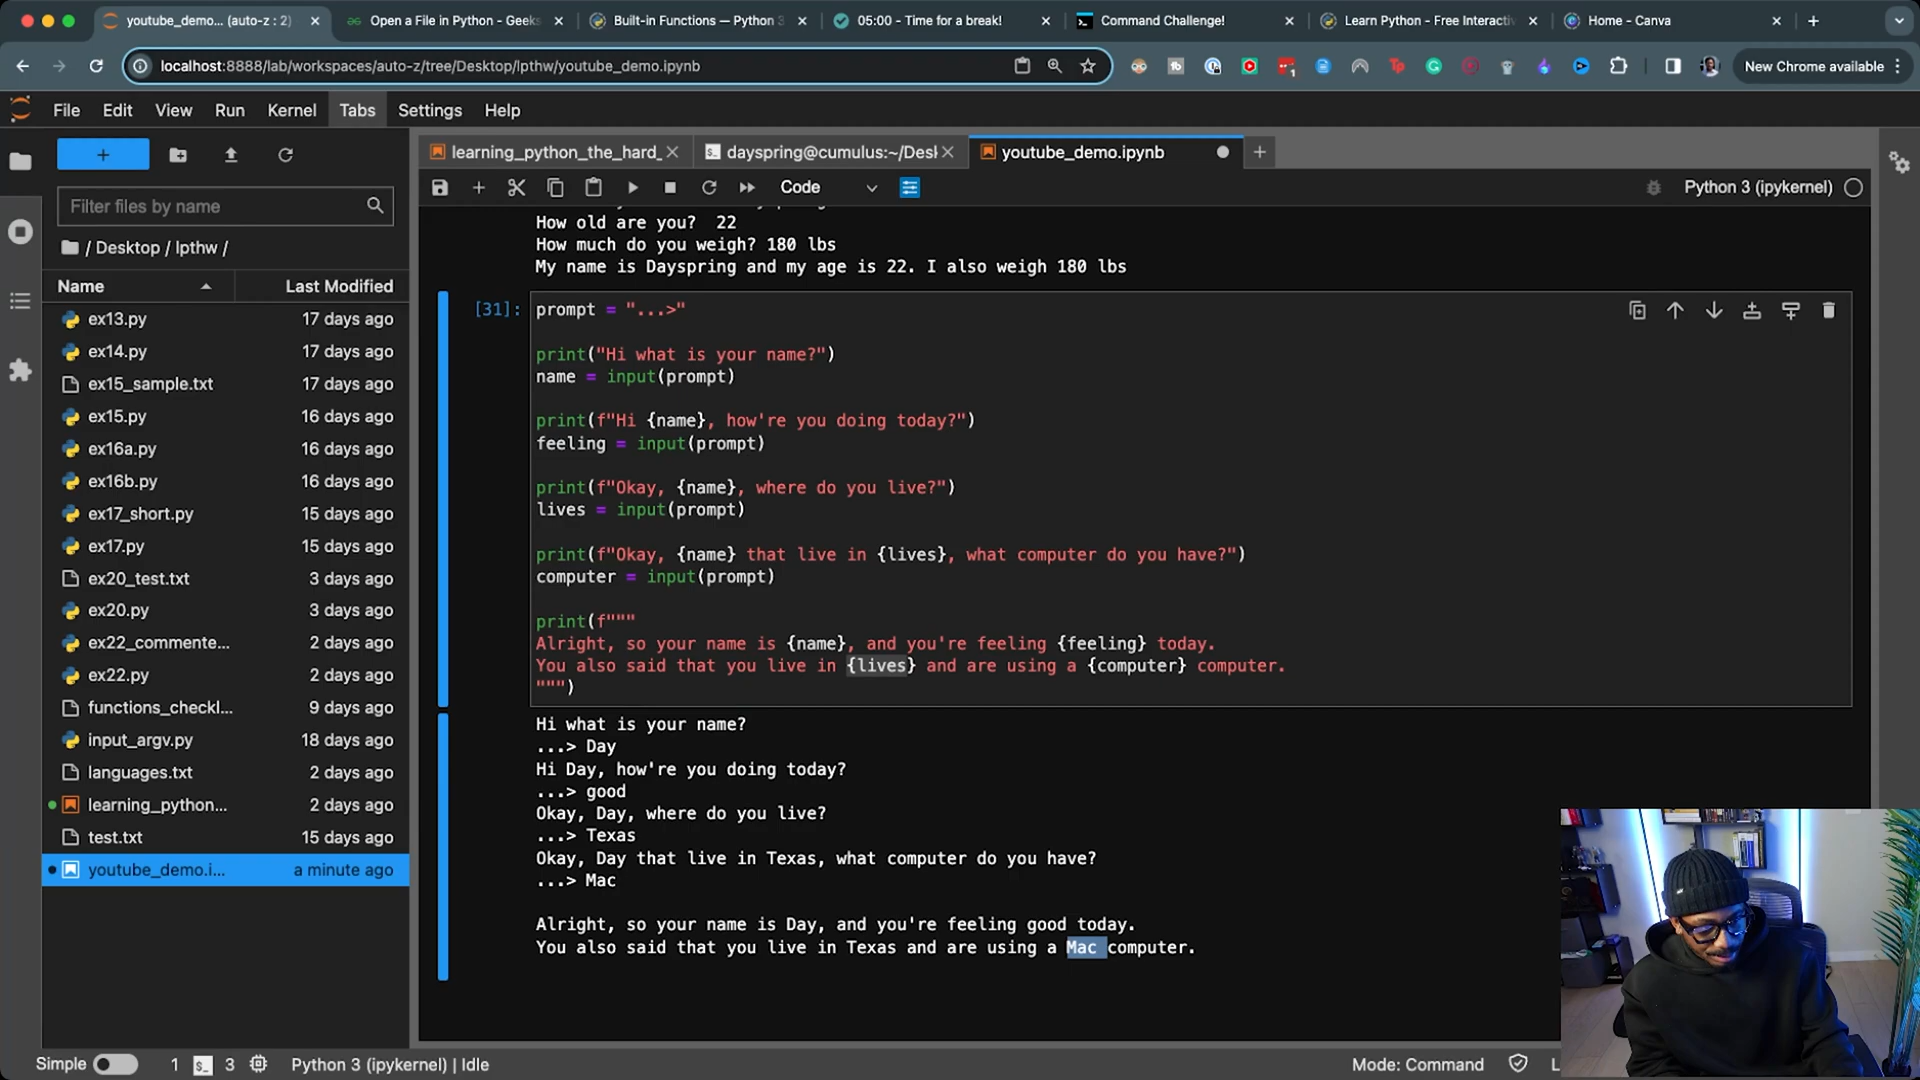 youtube_demo... (auto-z : 2)
Open a File in Python - Geeks
Built-in Functions — Python 3
05:00 - Time for a break!
Command Challenge!
Learn Python - Free Interactiv
Home - Canva
localhost:8888/lab/workspaces/auto-z/tree/Desktop/lpthw/youtube_demo.ipynb
New Chrome available
File Edit View Run Kernel Tabs Settings Help
learning_python_the_hard_
dayspring@cumulus:~/Desl
youtube_demo.ipynb
Code
Python 3 (ipykernel)
Filter files by name
/ Desktop / lpthw /
Name Last Modified
ex13.py 17 days ago
ex14.py 17 days ago
ex15_sample.txt 17 days ago
ex15.py 16 days ago
ex16a.py 16 days ago
ex16b.py 16 days ago
ex17_short.py 15 days ago
ex17.py 15 days ago
ex20_test.txt 3 days ago
ex20.py 3 days ago
ex22_commente... 2 days ago
ex22.py 2 days ago
functions_checkl... 9 days ago
input_argv.py 18 days ago
languages.txt 2 days ago
learning_python... 2 days ago
test.txt 15 days ago
youtube_demo.i... a minute ago
How old are you?  22
How much do you weigh? 180 lbs
My name is Dayspring and my age is 22. I also weigh 180 lbs
[31]:
prompt = "...>"
print("Hi what is your name?")
name = input(prompt)
print(f"Hi {name}, how're you doing today?")
feeling = input(prompt)
print(f"Okay, {name}, where do you live?")
lives = input(prompt)
print(f"Okay, {name} that live in {lives}, what computer do you have?")
computer = input(prompt)
print(f"""
Alright, so your name is {name}, and you're feeling {feeling} today.
You also said that you live in {lives} and are using a {computer} computer.
""")
Hi what is your name?
...> Day
Hi Day, how're you doing today?
...> good
Okay, Day, where do you live?
...> Texas
Okay, Day that live in Texas, what computer do you have?
...> Mac
Alright, so your name is Day, and you're feeling good today.
You also said that you live in Texas and are using a Mac computer.
Simple 1 3 Python 3 (ipykernel) | Idle
Mode: Command